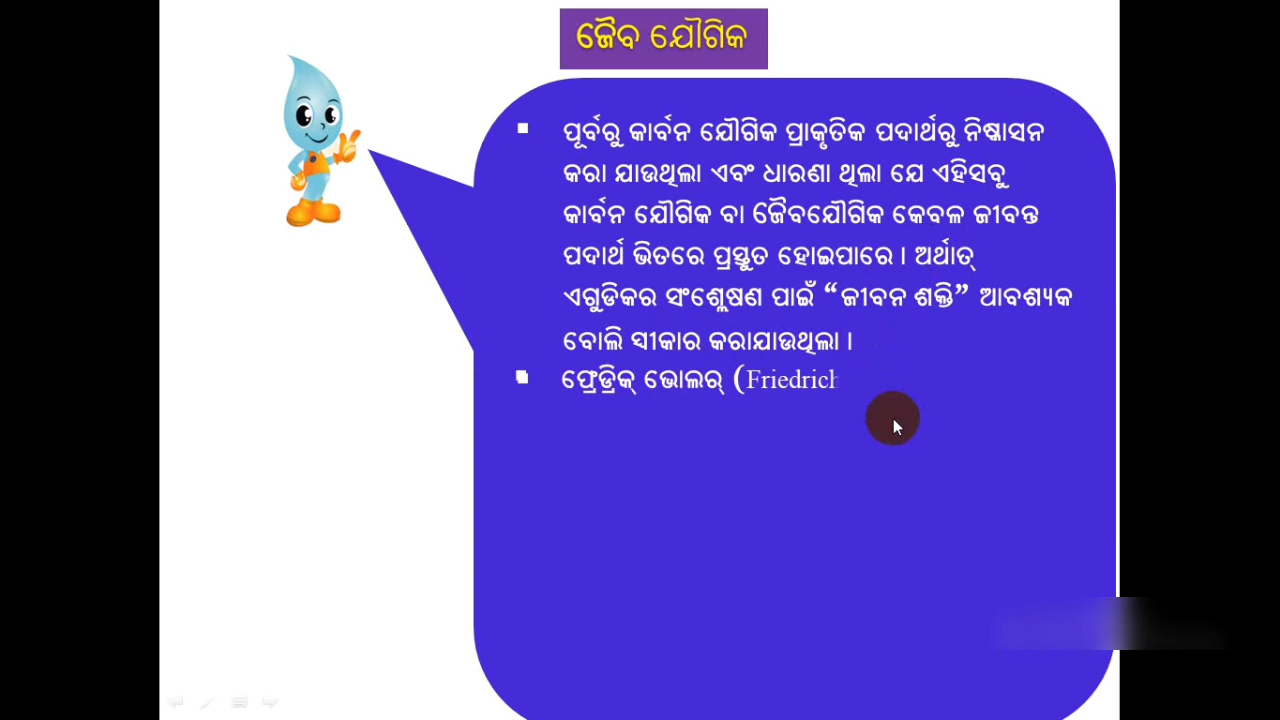 ଜୈବ ଯୌଗିକ
▪ ପୂର୍ବରୁ କାର୍ବନ ଯୌଗିକ ପ୍ରାକୃତିକ ପଦାର୍ଥରୁ ନିଷ୍କାସନ
କରା ଯାଉଥିଲା ଏବଂ ଧାରଣା ଥିଲା ଯେ ଏହିସବୁ
କାର୍ବନ ଯୌଗିକ ବା ଜୈବଯୌଗିକ କେବଳ ଜୀବନ୍ତ
ପଦାର୍ଥ ଭିତରେ ପ୍ରସ୍ତୁତ ହୋଇପାରେ । ଅର୍ଥାତ୍
ଏଗୁଡିକର ସଂଶ୍ଳେଷଣ ପାଇଁ “ଜୀବନ ଶକ୍ତି” ଆବଶ୍ୟକ
ବୋଲି ସ୍ୱୀକାର କରାଯାଉଥିଲା ।
▪ ଫ୍ରେଡ୍ରିକ୍ ଭୋଲର୍ (Friedrich